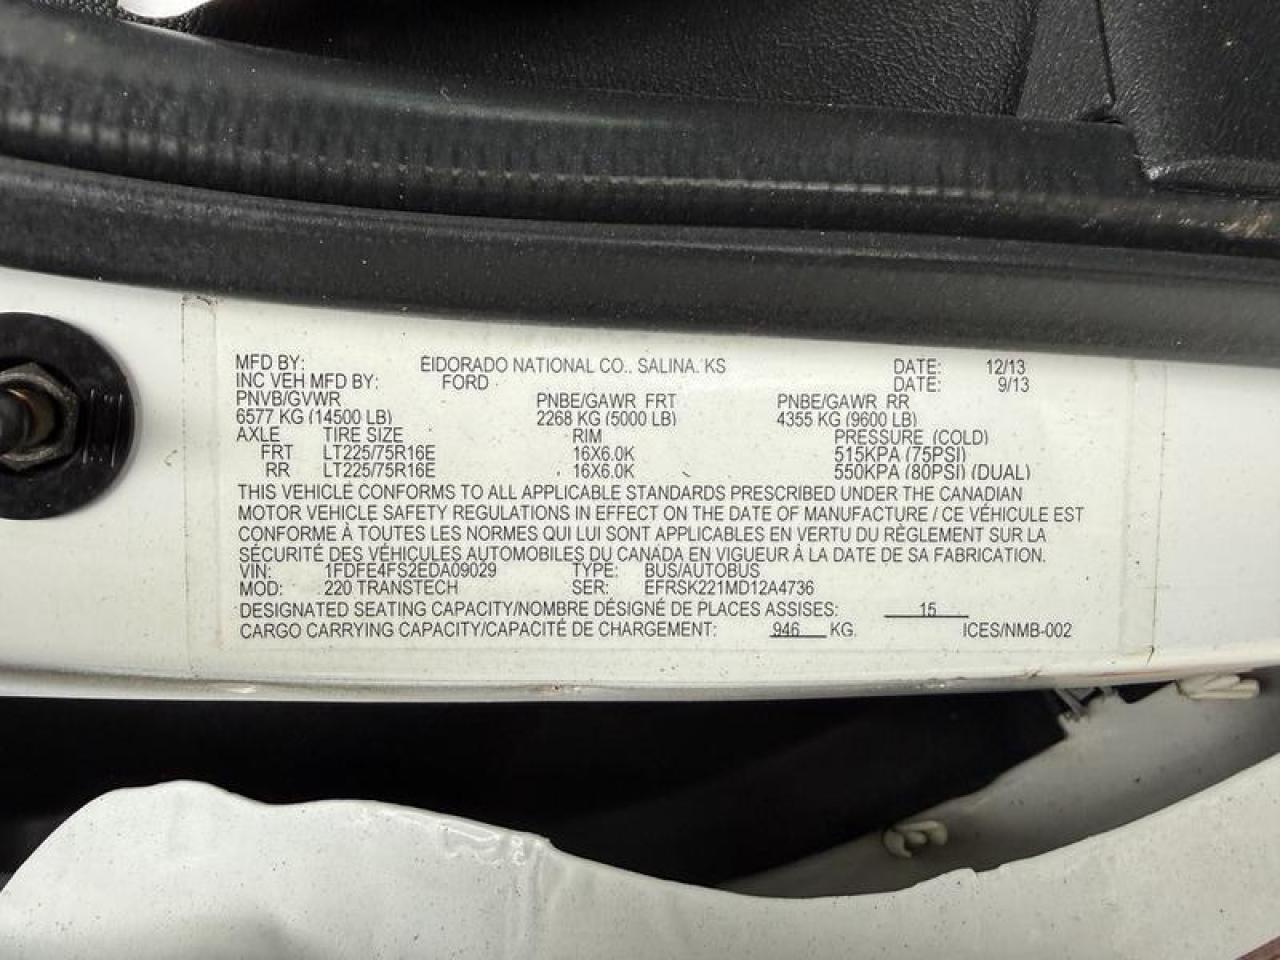 MFD BY: ElDORADO NATIONAL CO., SALINA, KS DATE: 12/13
INC VEH MFD BY: FORD DATE: 9/13
PNVB/GVWR PNBE/GAWR FRT PNBE/GAWR RR
6577 KG (14500 LB) 2268 KG (5000 LB) 4355 KG (9600 LB)
AXLE TIRE SIZE RIM PRESSURE (COLD)
FRT LT225/75R16E 16X6.0K 515KPA (75PSI)
RR LT225/75R16E 16X6.0K 550KPA (80PSI) (DUAL)
THIS VEHICLE CONFORMS TO ALL APPLICABLE STANDARDS PRESCRIBED UNDER THE CANADIAN
MOTOR VEHICLE SAFETY REGULATIONS IN EFFECT ON THE DATE OF MANUFACTURE / CE VÉHICULE EST
CONFORME À TOUTES LES NORMES QUI LUI SONT APPLICABLES EN VERTU DU RÈGLEMENT SUR LA
SÉCURITÉ DES VÉHICULES AUTOMOBILES DU CANADA EN VIGUEUR À LA DATE DE SA FABRICATION.
VIN: 1FDFE4FS2EDA09029 TYPE: BUS/AUTOBUS
MOD: 220 TRANSTECH SER: EFRSK221MD12A4736
DESIGNATED SEATING CAPACITY/NOMBRE DÉSIGNÉ DE PLACES ASSISES: 15
CARGO CARRYING CAPACITY/CAPACITÉ DE CHARGEMENT: 946 KG. ICES/NMB-002